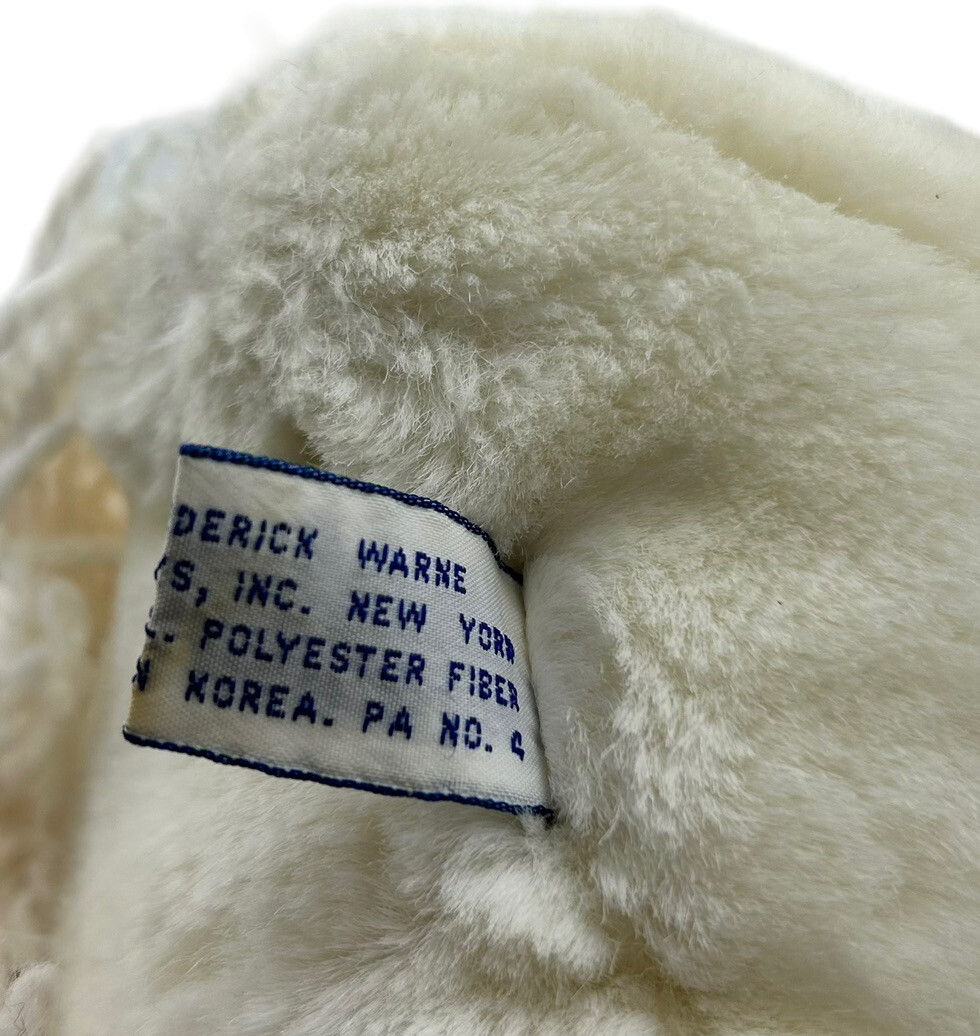 DERICK WARNE
S, INC. NEW YORK
POLYESTER FIBER
KOREA. PA NO.